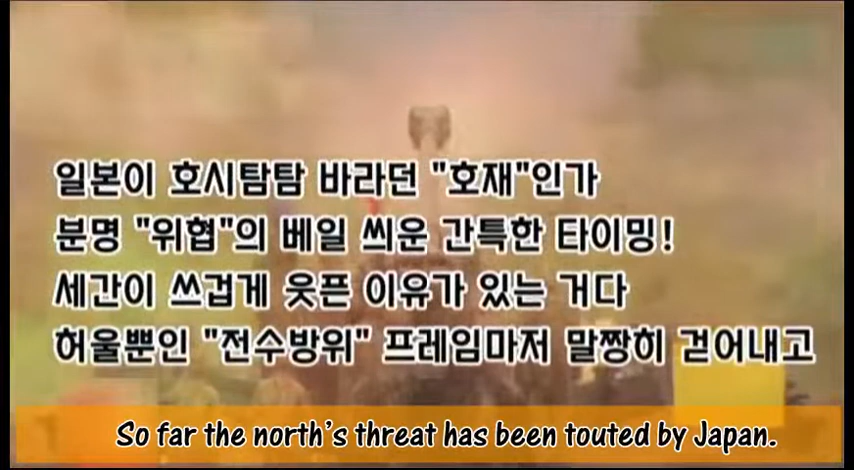 일본이 호시탐탐 바라던 "호재"인가
분명 "위협"의 베일 씌운 간특한 타이밍!
세간이 쓰겁게 웃픈 이유가 있는 거다
허울뿐인 "전수방위" 프레임마저 말짱히 걷어내고
So far the north's threat has been touted by Japan.